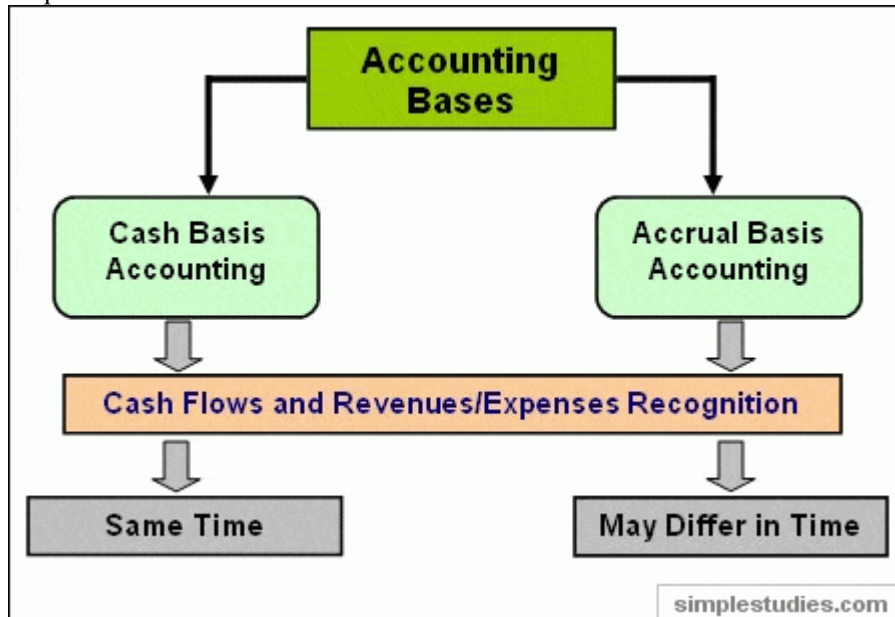 Accounting
Bases
Cash Basis
Accounting
Accrual Basis
Accounting
Cash Flows and Revenues/Expenses Recognition
Same Time
May Differ in Time
simplestudies.com